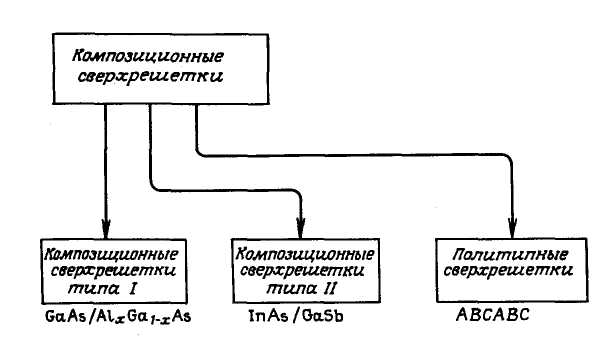 Композиционные
сверхрешетки
Композиционные
сверхрешетки
типа I
GaAs/AlxGa1-xAs
Композиционные
сверхрешетки
типа II
InAs/GaSb
Политипные
сверхрешетки
ABCABC